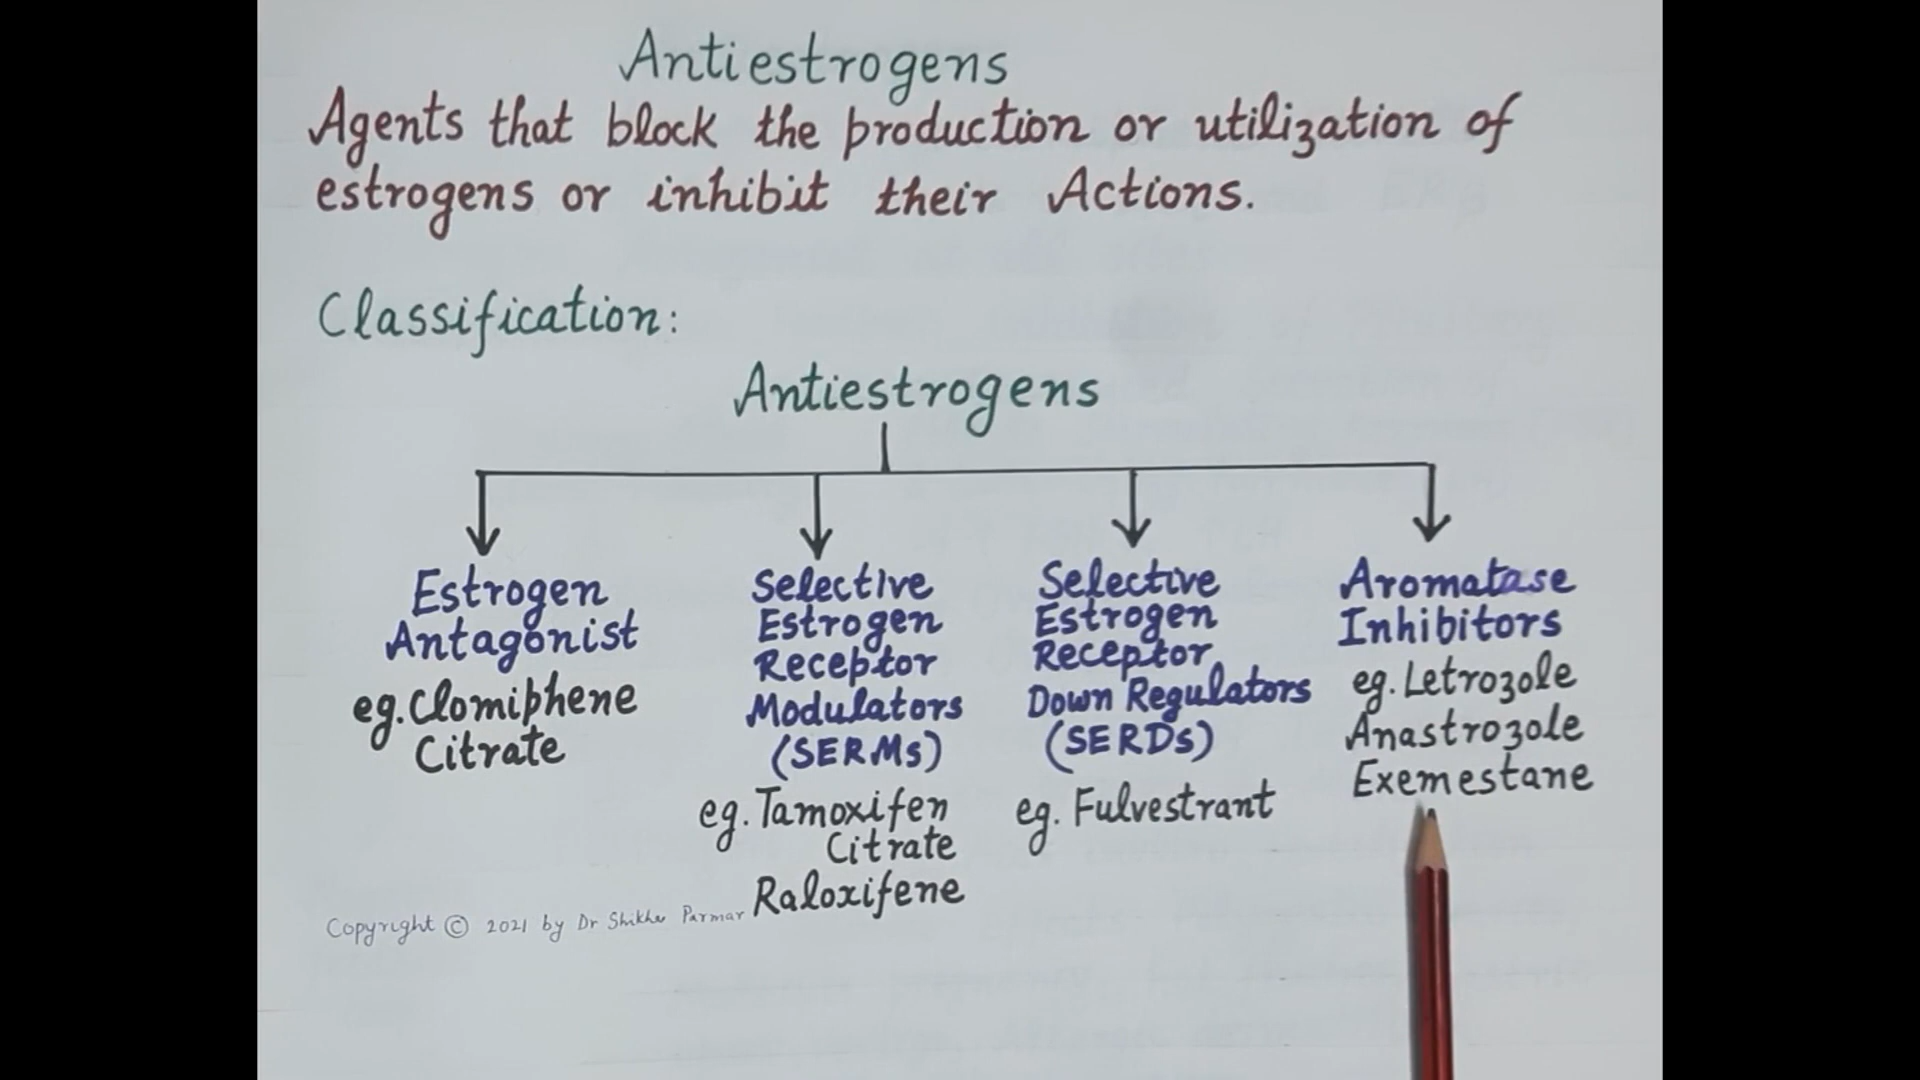 Antiestrogens
Agents that block the production or utilization of
estrogens or inhibit their Actions.
Classification:
Antiestrogens
Estrogen
Antagonist
eg. Clomiphene
Citrate
Selective
Estrogen
Receptor
Modulators
(SERMs)
eg. Tamoxifen
Citrate
Raloxifene
Selective
Estrogen
Receptor
Down Regulators
(SERDs)
eg. Fulvestrant
Aromatase
Inhibitors
eg. Letrozole
Anastrozole
Exemestane
Copyright © 2021 by Dr Shikha Parmar